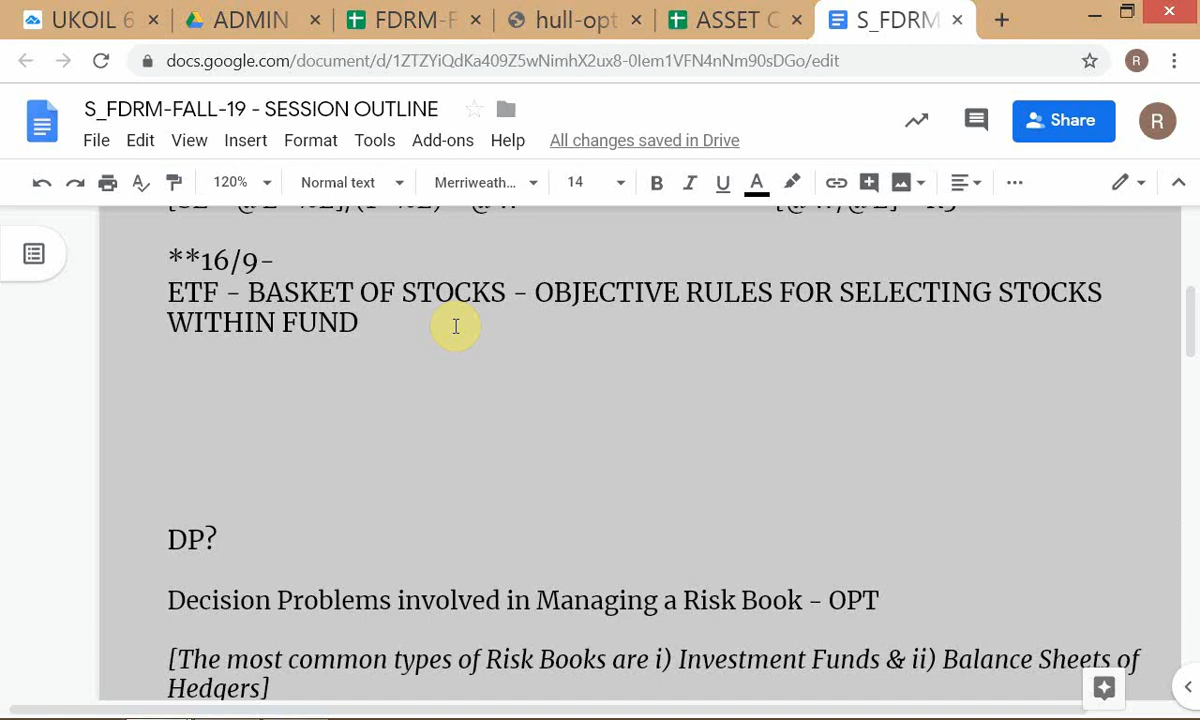 UKOIL 6 × ADMIN × FDRM-F × hull-opt × ASSET C × S_FDRM × +
docs.google.com/document/d/1ZTZYiQdKa409Z5wNimhX2ux8-0Iem1VFN4nNm90sDGo/edit R
S_FDRM-FALL-19 - SESSION OUTLINE
File Edit View Insert Format Tools Add-ons Help All changes saved in Drive Share R
120% Normal text Merriweath... 14 B I U A
**16/9-
ETF - BASKET OF STOCKS - OBJECTIVE RULES FOR SELECTING STOCKS
WITHIN FUND
DP?
Decision Problems involved in Managing a Risk Book - OPT
[The most common types of Risk Books are i) Investment Funds & ii) Balance Sheets of
Hedgers]